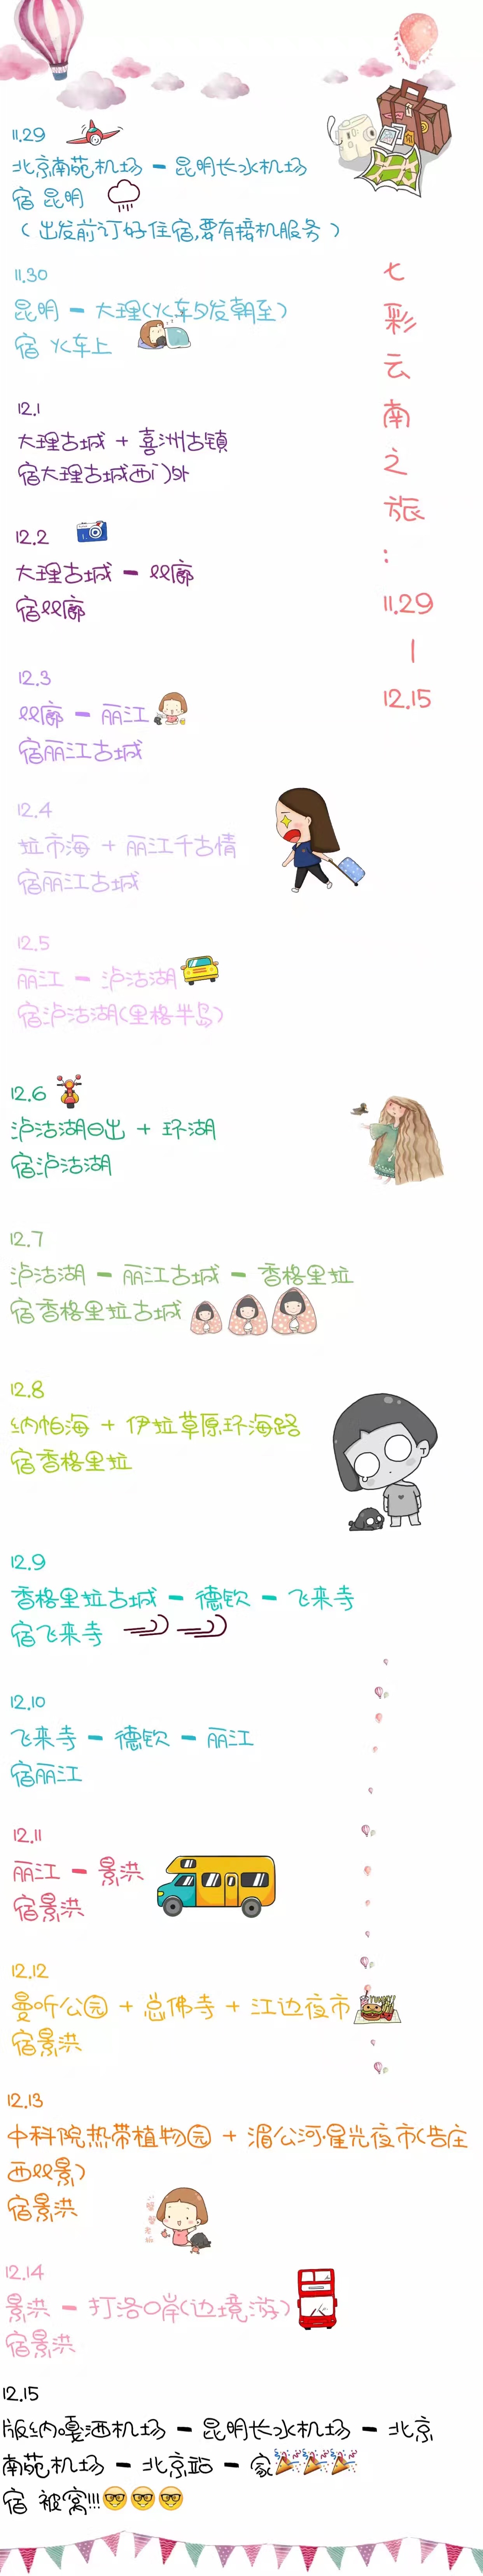 11.29
北京南苑机场 - 昆明长水机场
宿 昆明
(出发前订好住宿,要有接机服务)
11.30
昆明 - 大理(火车夕发朝至)
宿 火车上
七
彩
云
南
之
旅
:
11.29
|
12.15
12.1
大理古城 + 喜洲古镇
宿大理古城西门外
12.2
大理古城 - 双廊
宿双廊
12.3
双廊 - 丽江
宿丽江古城
12.4
拉市海 + 丽江千古情
宿丽江古城
12.5
丽江 - 泸沽湖
宿泸沽湖(里格半岛)
12.6
泸沽湖日出 + 环湖
宿泸沽湖
12.7
泸沽湖 - 丽江古城 - 香格里拉
宿香格里拉古城
12.8
纳帕海 + 伊拉草原环海路
宿香格里拉
12.9
香格里拉古城 - 德钦 - 飞来寺
宿飞来寺
12.10
飞来寺 - 德钦 - 丽江
宿丽江
12.11
丽江 - 景洪
宿景洪
12.12
曼听公园 + 总佛寺 + 江边夜市
宿景洪
12.13
中科院热带植物园 + 湄公河·星光夜市(告庄
西双景)
宿景洪
12.14
景洪 - 打洛口岸(边境游)
宿景洪
12.15
版纳嘎洒机场 - 昆明长水机场 - 北京
南苑机场 - 北京站 - 家
宿 被窝!!!